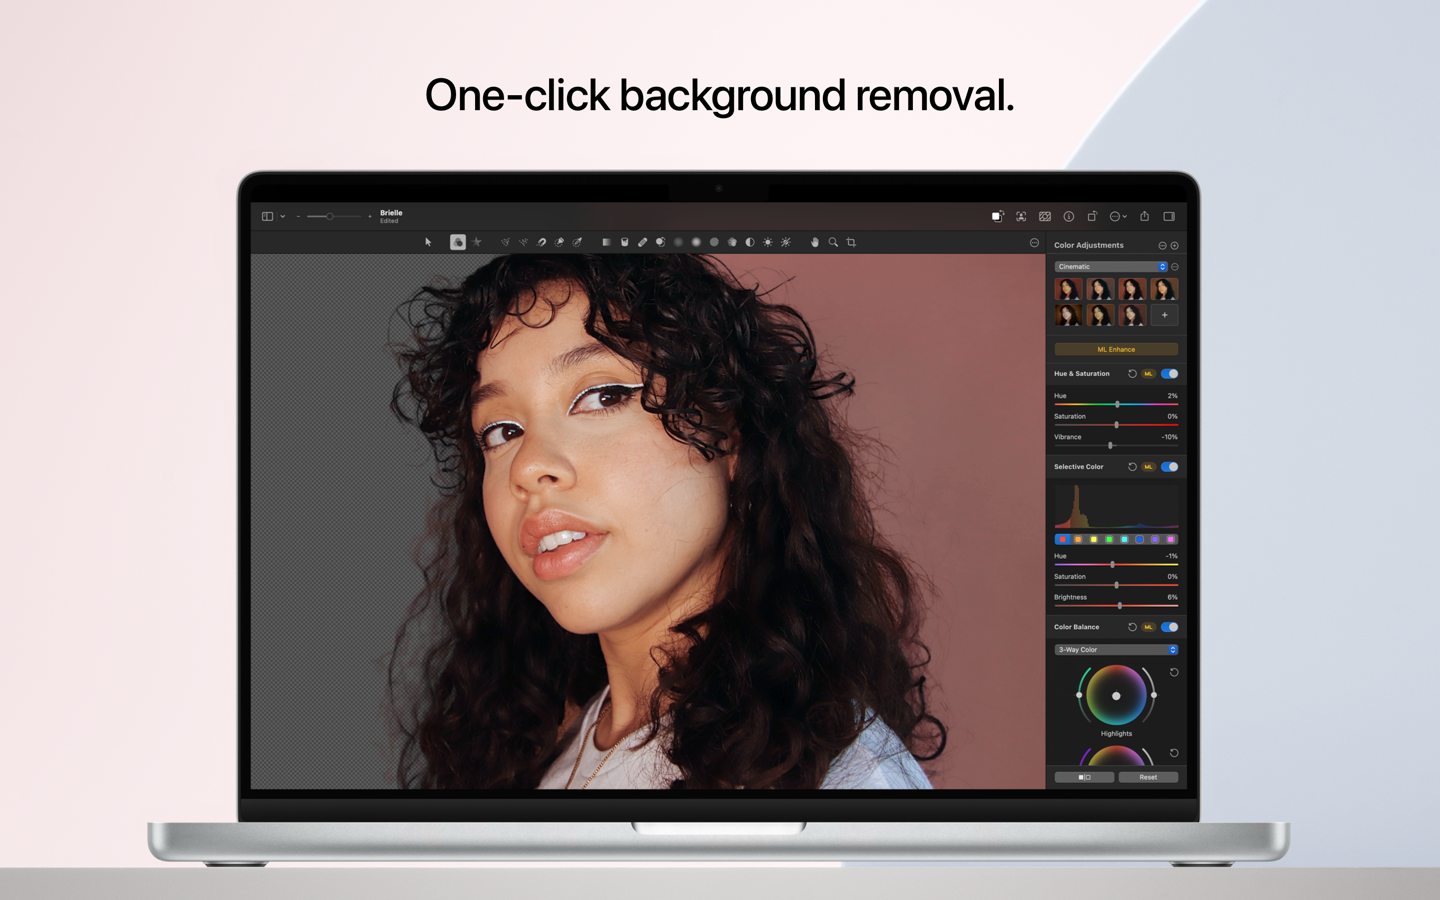 One-click background removal.
Brielle
Edited
Color Adjustments
Cinematic
ML Enhance
Hue & Saturation
ML
Hue
2%
Saturation
0%
Vibrance
-10%
Selective Color
ML
Hue
-1%
Saturation
0%
Brightness
6%
Color Balance
ML
3-Way Color
Highlights
Reset